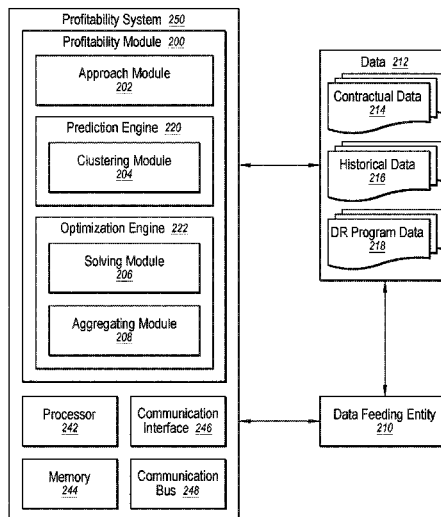 Profitability System 250
Profitability Module 200
Approach Module
202
Prediction Engine 220
Clustering Module
204
Optimization Engine 222
Solving Module
206
Aggregating Module
208
Processor
242
Communication
Interface 246
Memory
244
Communication
Bus 248
Data 212
Contractual Data
214
Historical Data
216
DR Program Data
218
Data Feeding Entity
210